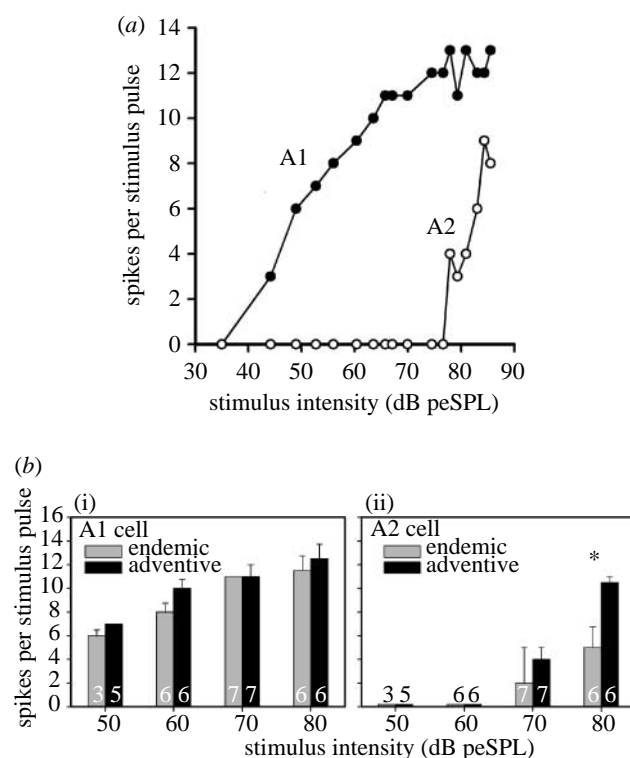 (a)
14
12
10
8
6
4
2
0
spikes per stimulus pulse
A1
A2
30 40 50 60 70 80 90
stimulus intensity (dB peSPL)
(b)
(i)
16
14
12
10
8
6
4
2
0
spikes per stimulus pulse
A1 cell
endemic
adventive
3 5 6 6 7 7 6 6
50 60 70 80
(ii)
A2 cell
endemic
adventive
*
3 5 6 6 7 7 6 6
50 60 70 80
stimulus intensity (dB peSPL)